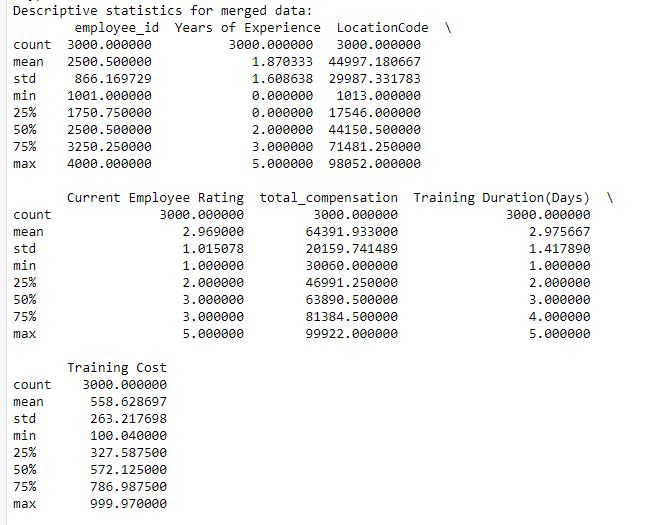 Descriptive statistics for merged data:
employee_id Years of Experience LocationCode \
count 3000.000000 3000.000000 3000.000000
mean 2500.500000 1.870333 44997.180667
std 866.169729 1.608638 29987.331783
min 1001.000000 0.000000 1013.000000
25% 1750.750000 0.000000 17546.000000
50% 2500.500000 2.000000 44150.500000
75% 3250.250000 3.000000 71481.250000
max 4000.000000 5.000000 98052.000000
Current Employee Rating total_compensation Training Duration(Days) \
count 3000.000000 3000.000000 3000.000000
mean 2.969000 64391.933000 2.975667
std 1.015078 20159.741489 1.417890
min 1.000000 30060.000000 1.000000
25% 2.000000 46991.250000 2.000000
50% 3.000000 63890.500000 3.000000
75% 3.000000 81384.500000 4.000000
max 5.000000 99922.000000 5.000000
Training Cost
count 3000.000000
mean 558.628697
std 263.217698
min 100.040000
25% 327.587500
50% 572.125000
75% 786.987500
max 999.970000